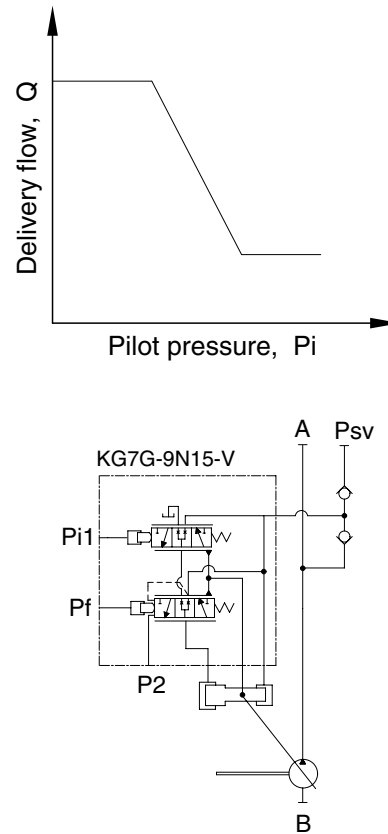 Delivery flow, Q
Pilot pressure, Pi
A
Psv
KG7G-9N15-V
Pi1
Pf
P2
B